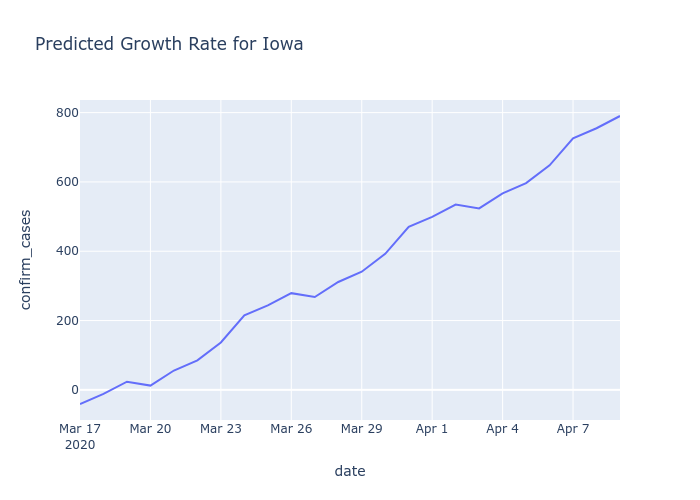 Predicted Growth Rate for Iowa
confirm_cases
800
600
400
200
0
Mar 17
2020
Mar 20
Mar 23
Mar 26
Mar 29
Apr 1
Apr 4
Apr 7
date